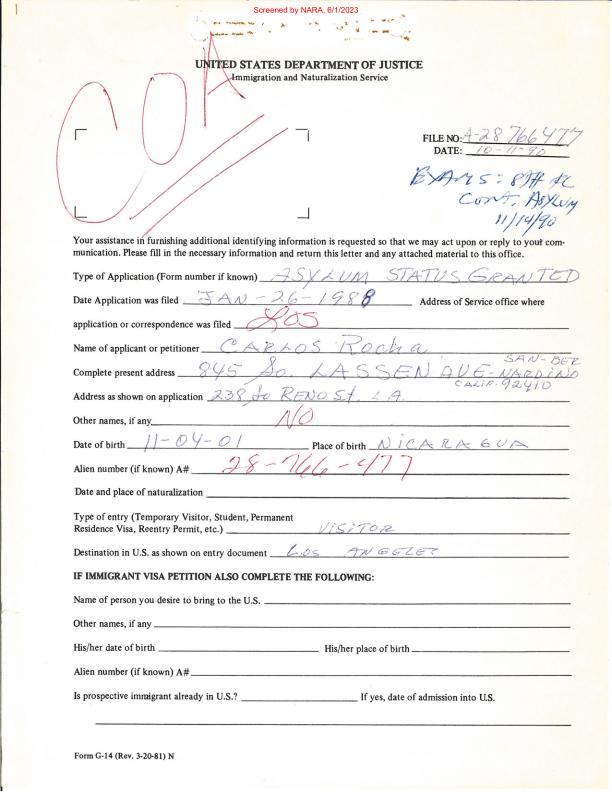 Screened by NARA, 6/1/2023
UNITED STATES DEPARTMENT OF JUSTICE
Immigration and Naturalization Service
COA
FILE NO: A-28 766477
DATE: 10-11-90
EXAMS: 8TH FL
CONT. ASYLUM
11/14/90
Your assistance in furnishing additional identifying information is requested so that we may act upon or reply to your com-
munication. Please fill in the necessary information and return this letter and any attached material to this office.
Type of Application (Form number if known) ASYLUM STATUS GRANTED
Date Application was filed JAN-26-1988 Address of Service office where
application or correspondence was filed LOS
Name of applicant or petitioner CARLOS Rocha
SAN-BER
Complete present address 845 So. LASSEN AVE-NARDINO
CALIF. 92410
Address as shown on application 238 So RENO St. L.A.
Other names, if any NO
Date of birth 11-04-01 Place of birth NICARAGUA
Alien number (if known) A# 28-766-477
Date and place of naturalization
Type of entry (Temporary Visitor, Student, Permanent
Residence Visa, Reentry Permit, etc.) VISITOR
Destination in U.S. as shown on entry document LOS ANGELET
IF IMMIGRANT VISA PETITION ALSO COMPLETE THE FOLLOWING:
Name of person you desire to bring to the U.S.
Other names, if any
His/her date of birth His/her place of birth
Alien number (if known) A#
Is prospective immigrant already in U.S.? If yes, date of admission into U.S.
Form G-14 (Rev. 3-20-81) N